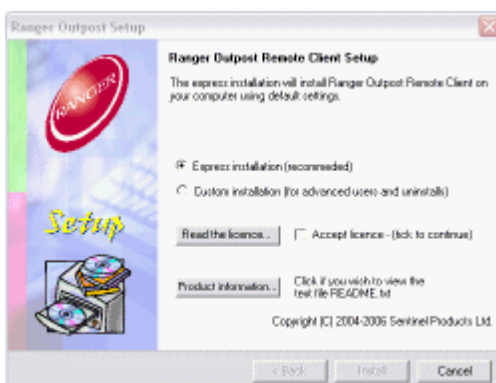 Ranger Outpost Setup
RANGER
Ranger Outpost Remote Client Setup
The express installation will install Ranger Outpost Remote Client on
your computer using default settings.
Express installation (recommeded)
Custom installation (for advanced users and uninstalls)
Setup
Read the licence...
Accept licence - (tick to continue)
Product information...
Click if you wish to view the
text file README.txt
Copyright (C) 2004-2006 Sentinel Products Ltd
< Back
Install
Cancel